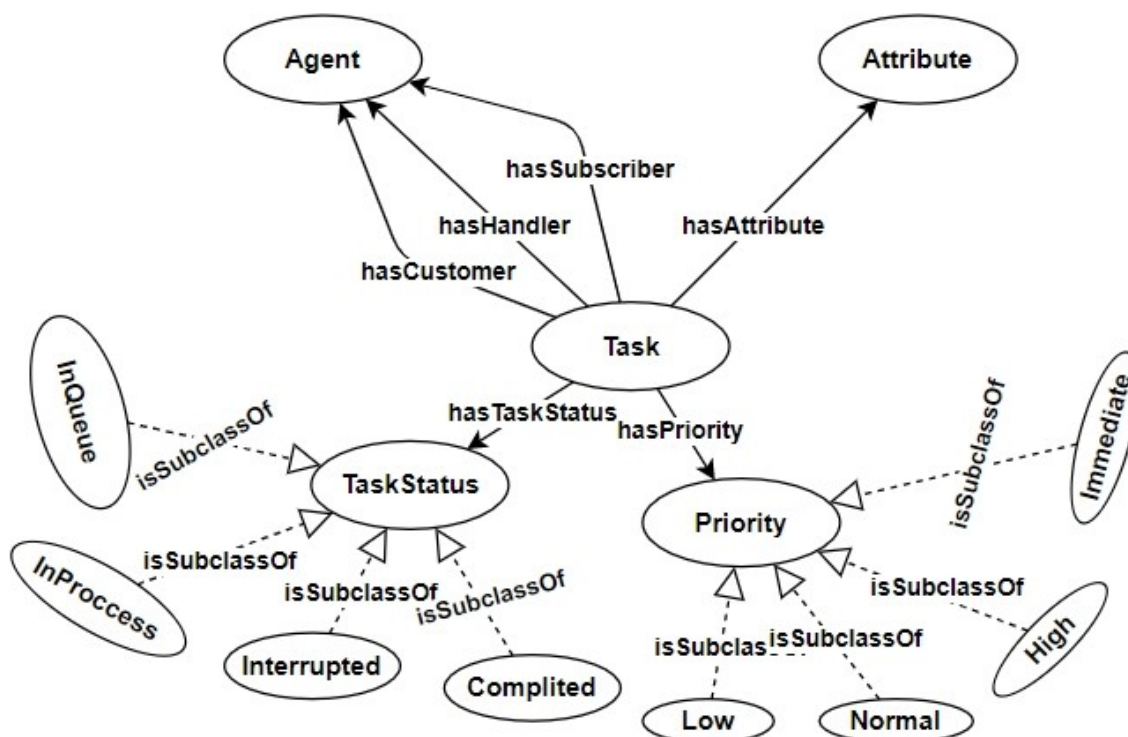 Agent
Attribute
hasSubscriber
hasHandler
hasAttribute
hasCustomer
Task
InQueue
isSubclassOf
hasTaskStatus
hasPriority
isSubclassOf
Immediate
TaskStatus
Priority
InProccess
isSubclassOf
isSubclassOf
isSubclassOf
isSubclassOf
High
isSubclas
isSubclassOf
Interrupted
Complited
Low
Normal